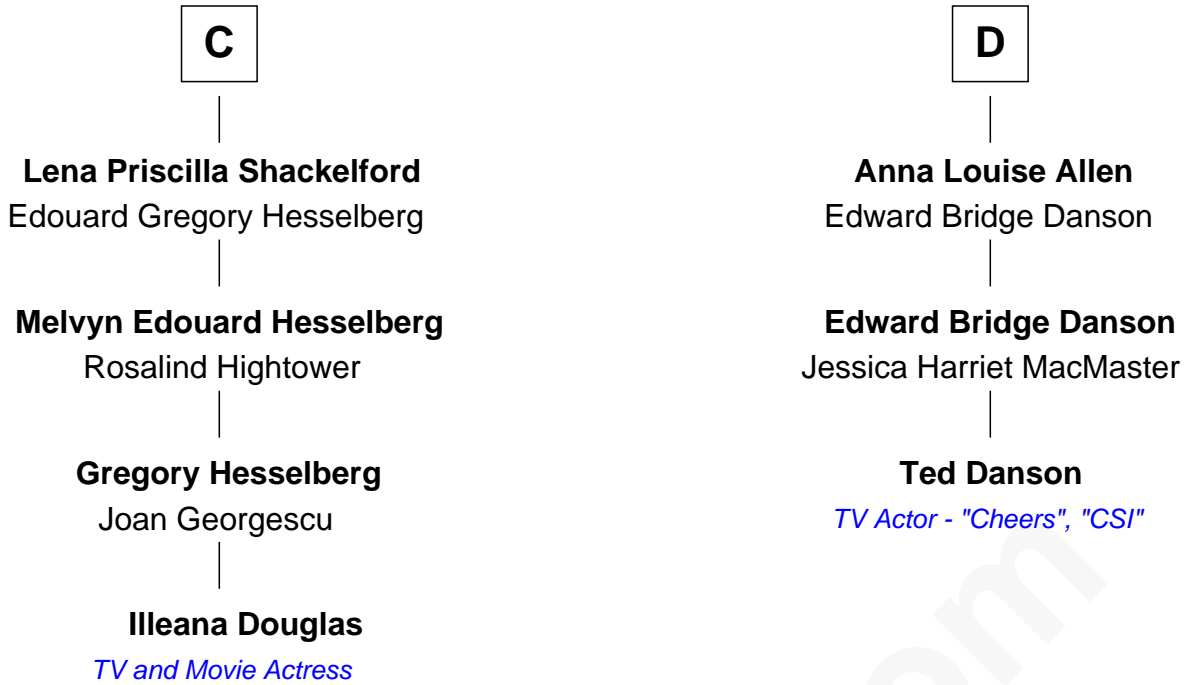 C
Lena Priscilla Shackelford
Edouard Gregory Hesselberg
Melvyn Edouard Hesselberg
Rosalind Hightower
Gregory Hesselberg
Joan Georgescu
Illeana Douglas
TV and Movie Actress
D
Anna Louise Allen
Edward Bridge Danson
Edward Bridge Danson
Jessica Harriet MacMaster
Ted Danson
TV Actor - "Cheers", "CSI"
om